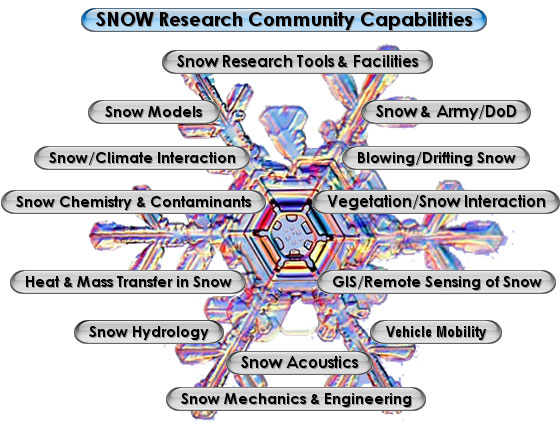 SNOW Research Community Capabilities
Snow Research Tools & Facilities
Snow Models
Snow & Army/DoD
Snow/Climate Interaction
Blowing/Drifting Snow
Snow Chemistry & Contaminants
Vegetation/Snow Interaction
Heat & Mass Transfer in Snow
GIS/Remote Sensing of Snow
Snow Hydrology
Vehicle Mobility
Snow Acoustics
Snow Mechanics & Engineering